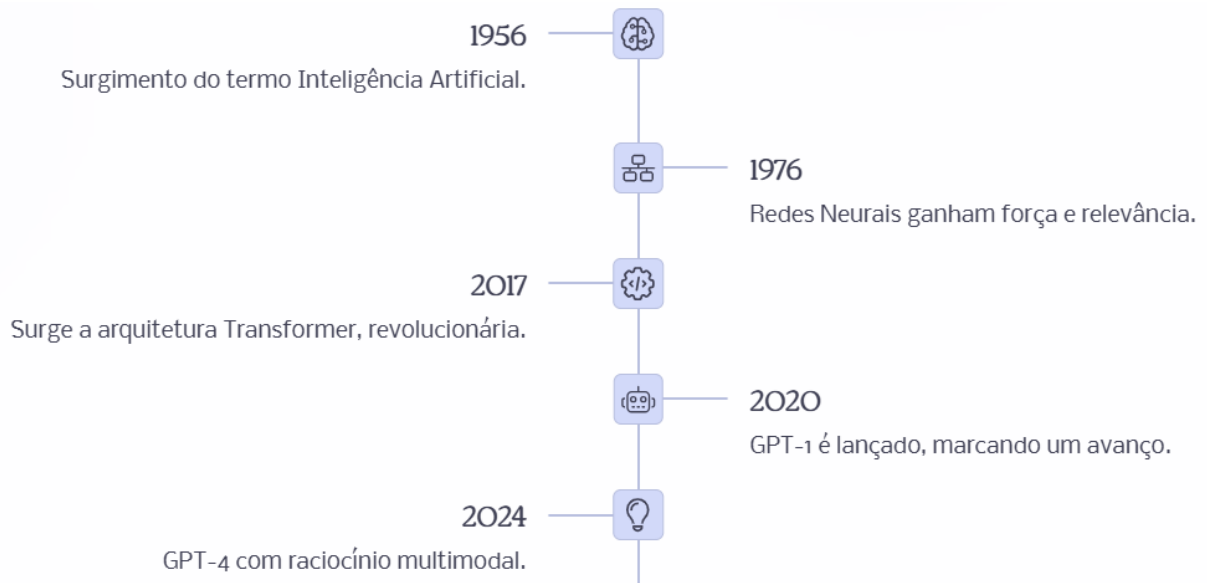 1956
Surgimento do termo Inteligência Artificial.
1976
Redes Neurais ganham força e relevância.
2017
Surge a arquitetura Transformer, revolucionária.
2020
GPT-1 é lançado, marcando um avanço.
2024
GPT-4 com raciocínio multimodal.